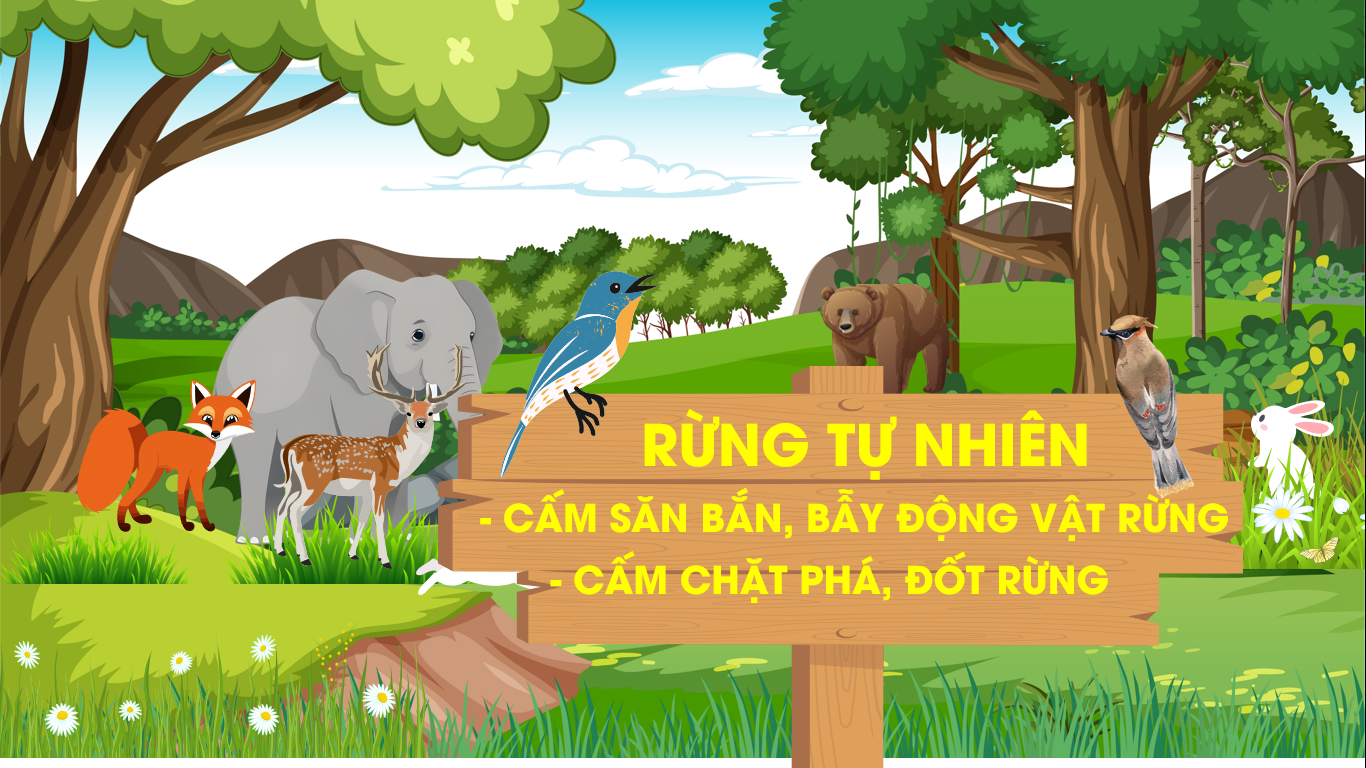 RỪNG TỰ NHIÊN
- CẤM SĂN BẮN, BẪY ĐỘNG VẬT RỪNG
- CẤM CHẶT PHÁ, ĐỐT RỪNG